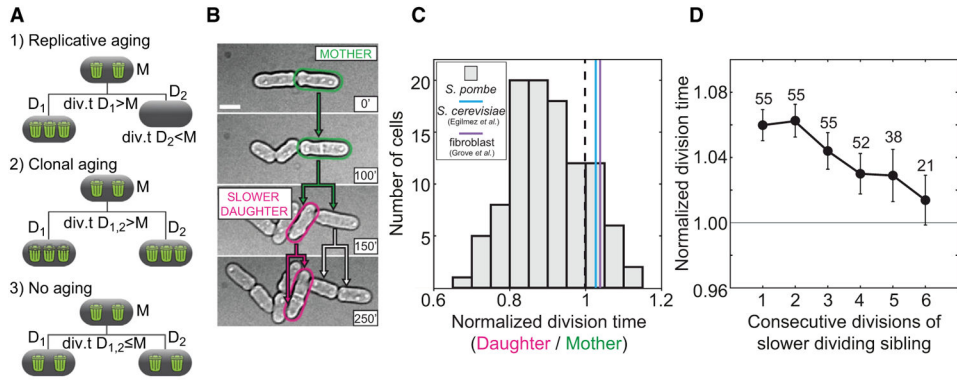 A
1) Replicative aging
M
D1 div.t D1>M D2
div.t D2<M
2) Clonal aging
M
D1 div.t D1,2>M D2
3) No aging
M
D1 div.t D1,2≤M D2
B
MOTHER
0'
100'
SLOWER
DAUGHTER
150'
250'
C
Number of cells
20
15
10
5
S. pombe
S. cerevisiae
(Egilmez et al.)
fibroblast
(Grove et al.)
0.6 0.8 1.0 1.2
Normalized division time
(Daughter / Mother)
D
Normalized division time
1.08
1.04
1.00
0.96
55 55 55 52 38 21
1 2 3 4 5 6
Consecutive divisions of
slower dividing sibling